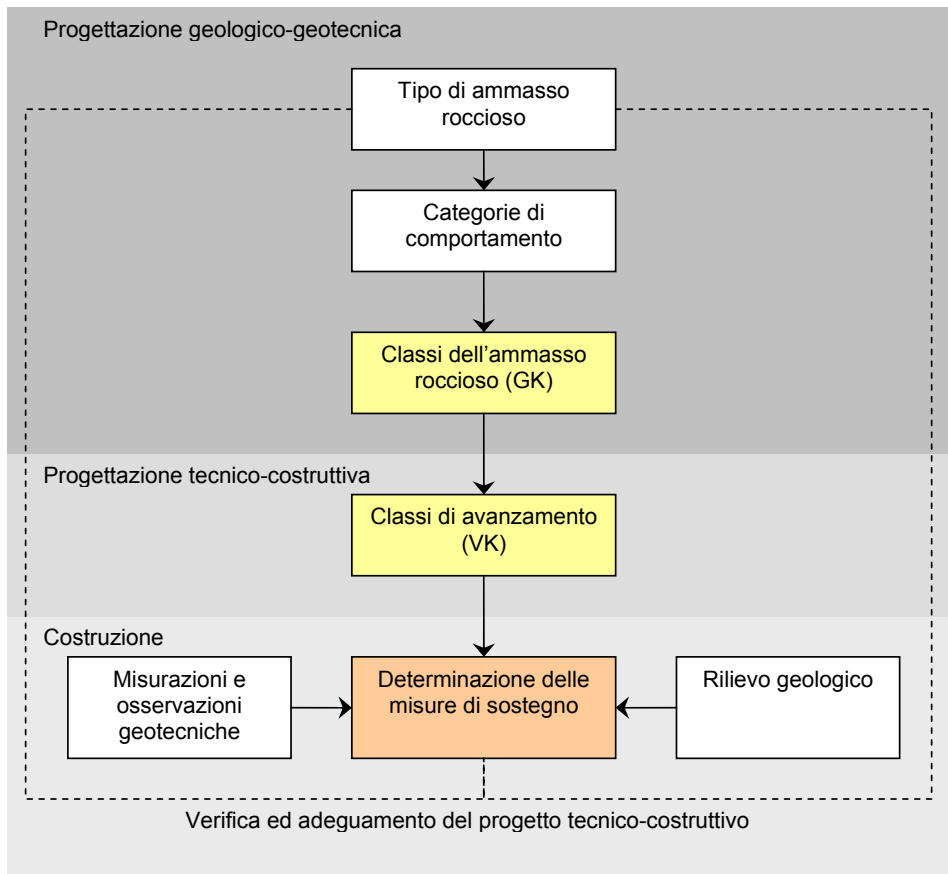 Progettazione geologico-geotecnica
Tipo di ammasso
roccioso
Categorie di
comportamento
Classi dell'ammasso
roccioso (GK)
Progettazione tecnico-costruttiva
Classi di avanzamento
(VK)
Costruzione
Misurazioni e
osservazioni
geotecniche
Determinazione delle
misure di sostegno
Rilievo geologico
Verifica ed adeguamento del progetto tecnico-costruttivo